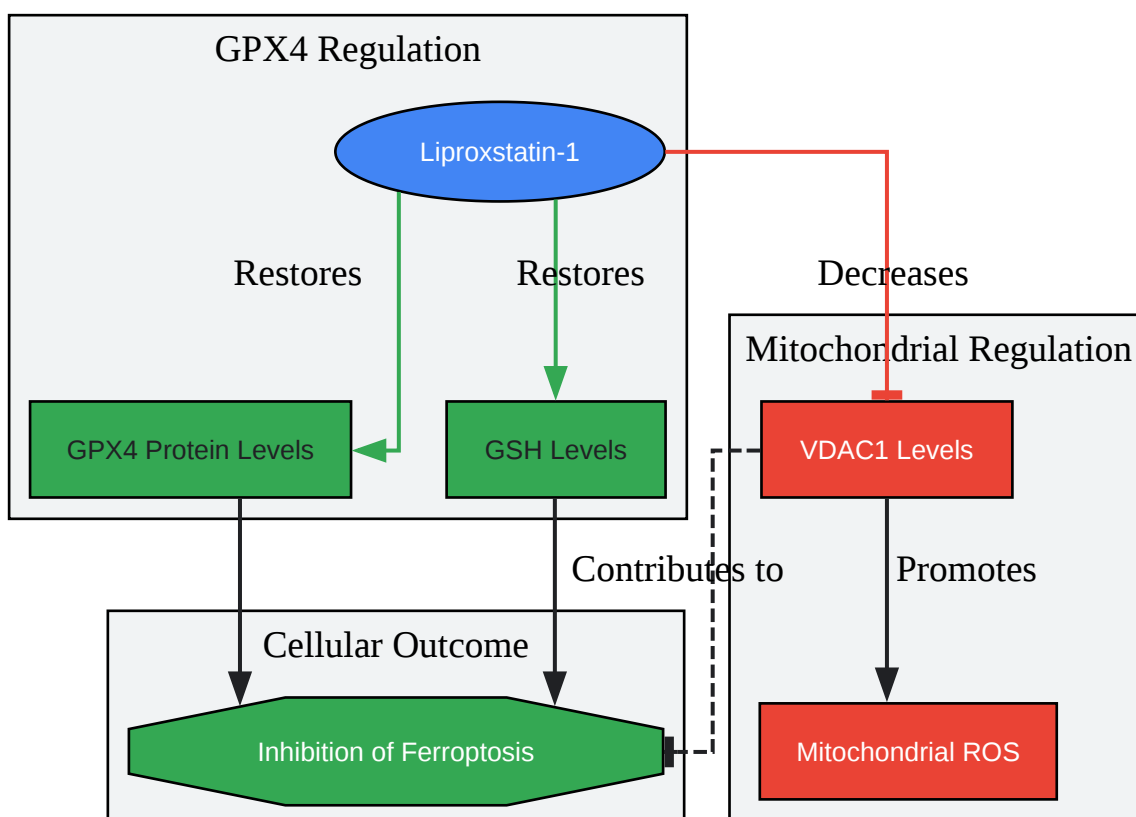 GPX4 Regulation
Liproxstatin-1
Restores
Restores
Decreases
Mitochondrial Regulation
GPX4 Protein Levels
GSH Levels
VDAC1 Levels
Contributes to
Promotes
Cellular Outcome
Inhibition of Ferroptosis
Mitochondrial ROS